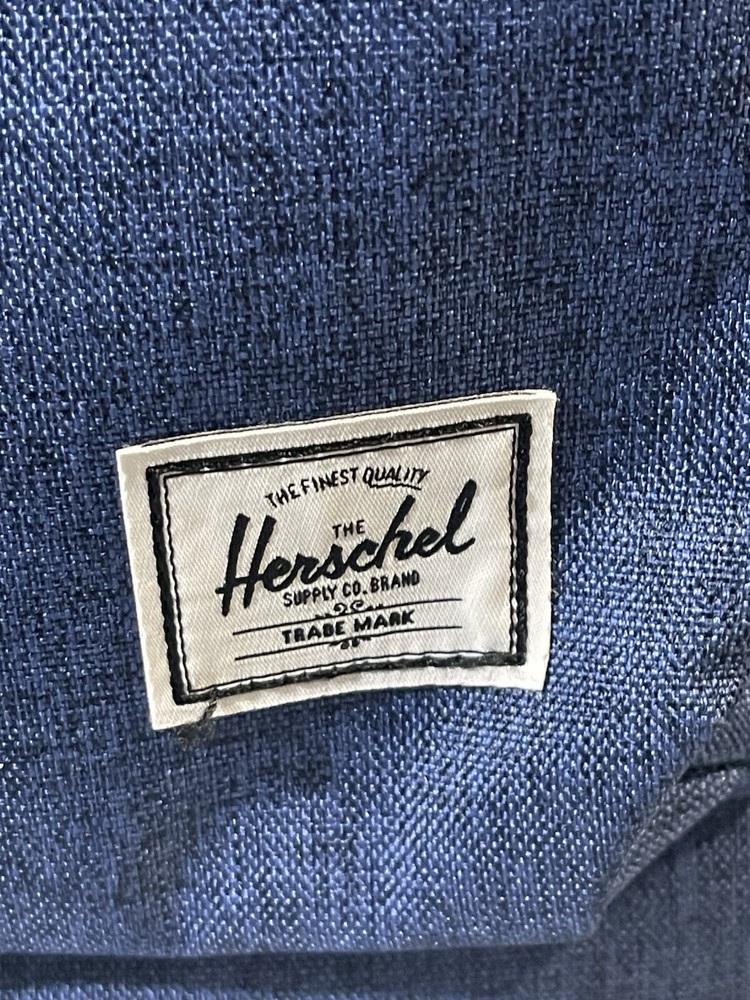 THE FINEST QUALITY
THE
Herschel
SUPPLY CO. BRAND
TRADE MARK